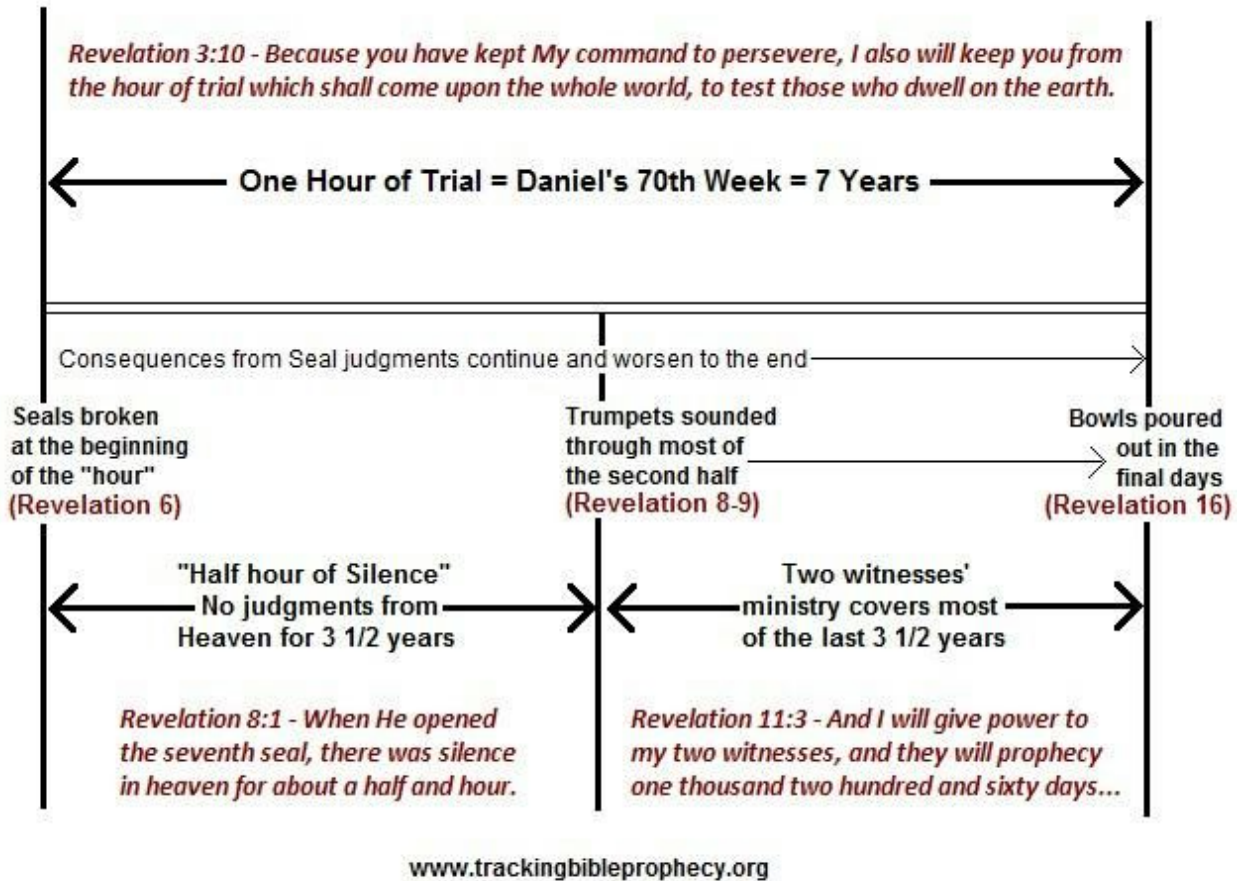 Revelation 3:10 - Because you have kept My command to persevere, I also will keep you from
the hour of trial which shall come upon the whole world, to test those who dwell on the earth.
One Hour of Trial = Daniel's 70th Week = 7 Years
Consequences from Seal judgments continue and worsen to the end
Seals broken
at the beginning
of the "hour"
(Revelation 6)
Trumpets sounded
through most of
the second half
(Revelation 8-9)
Bowls poured
out in the
final days
(Revelation 16)
"Half hour of Silence"
No judgments from
Heaven for 3 1/2 years
Two witnesses'
ministry covers most
of the last 3 1/2 years
Revelation 8:1 - When He opened
the seventh seal, there was silence
in heaven for about a half and hour.
Revelation 11:3 - And I will give power to
my two witnesses, and they will prophecy
one thousand two hundred and sixty days...
www.trackingbibleprophecy.org